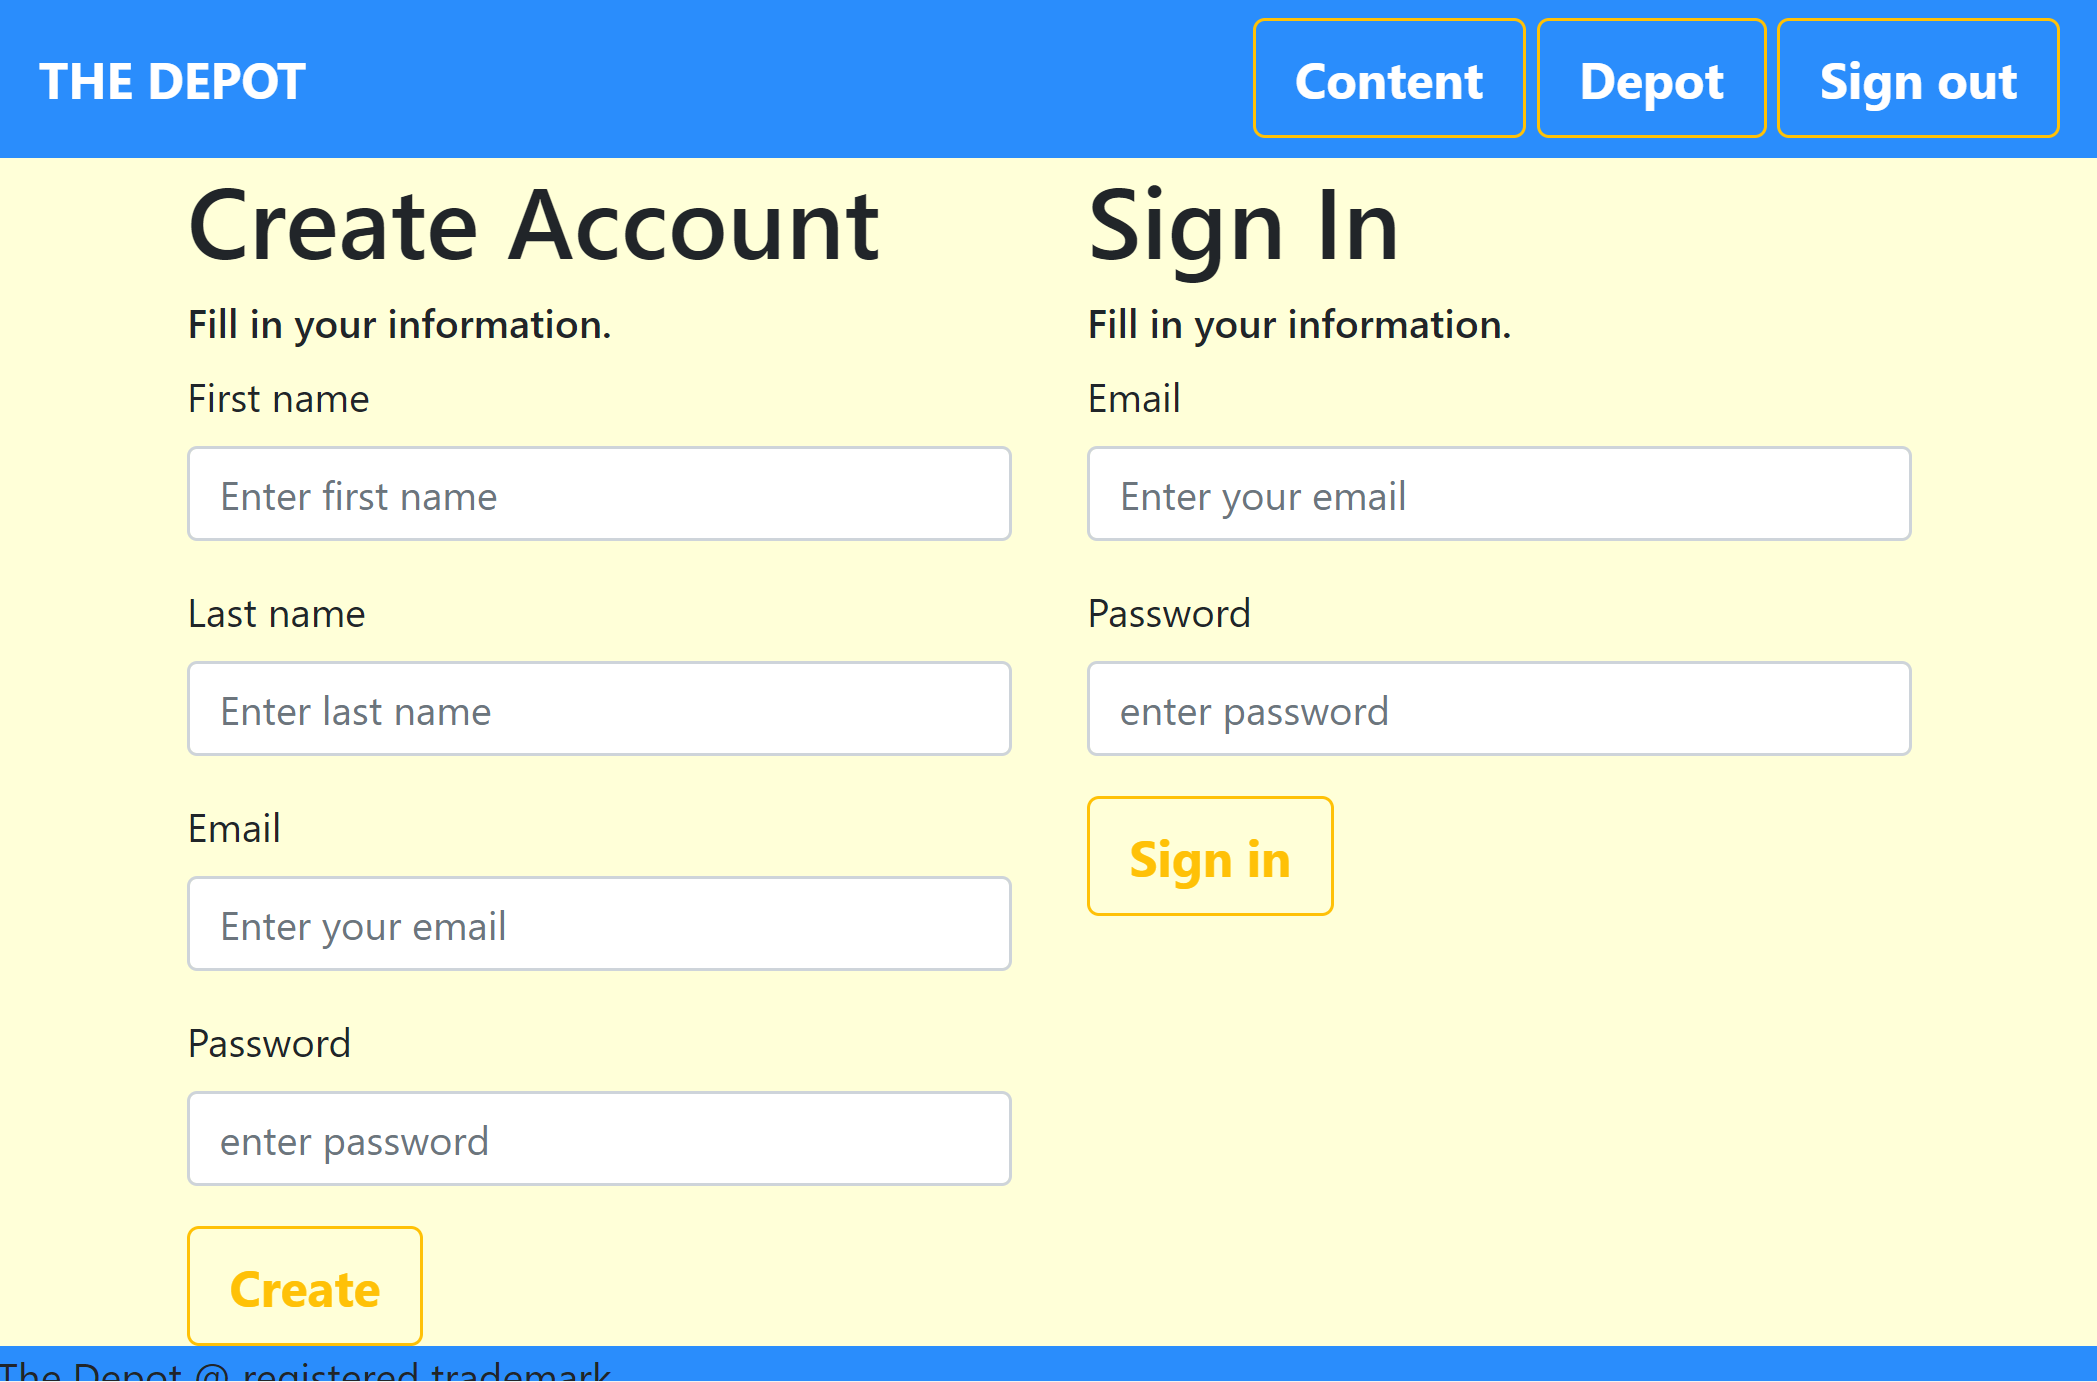 THE DEPOT
Content
Depot
Sign out
Create Account
Fill in your information.
First name
Enter first name
Last name
Enter last name
Email
Enter your email
Password
enter password
Create
Sign In
Fill in your information.
Email
Enter your email
Password
enter password
Sign in
The Depot @ registered trademark